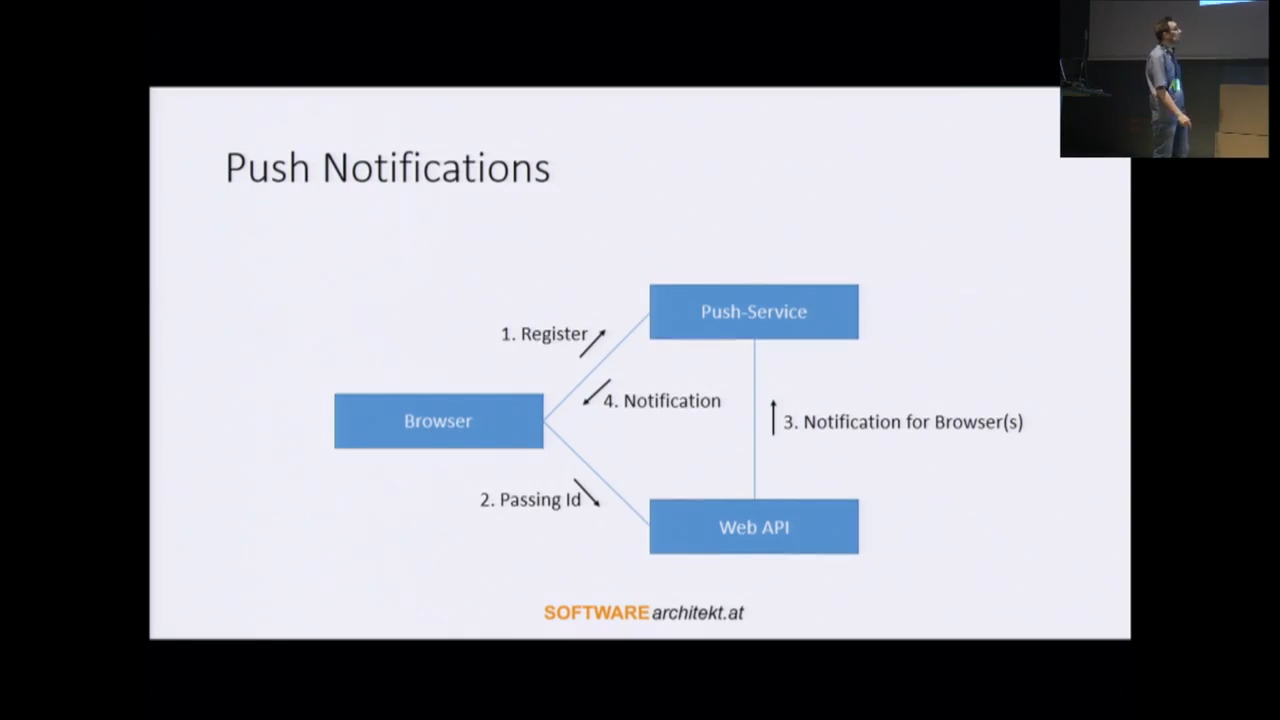 Push Notifications
Push-Service
1. Register
4. Notification
Browser
3. Notification for Browser(s)
2. Passing Id
Web API
SOFTWAREarchitekt.at